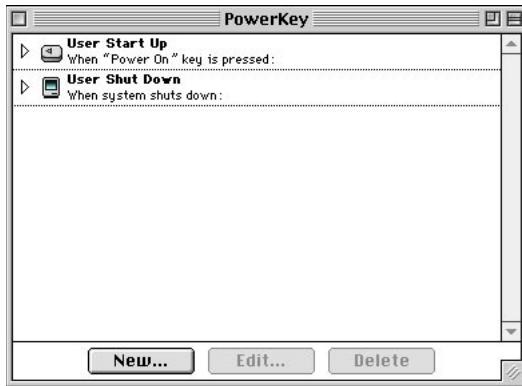 PowerKey
User Start Up
When "Power On" key is pressed:
User Shut Down
When system shuts down:
New... Edit... Delete